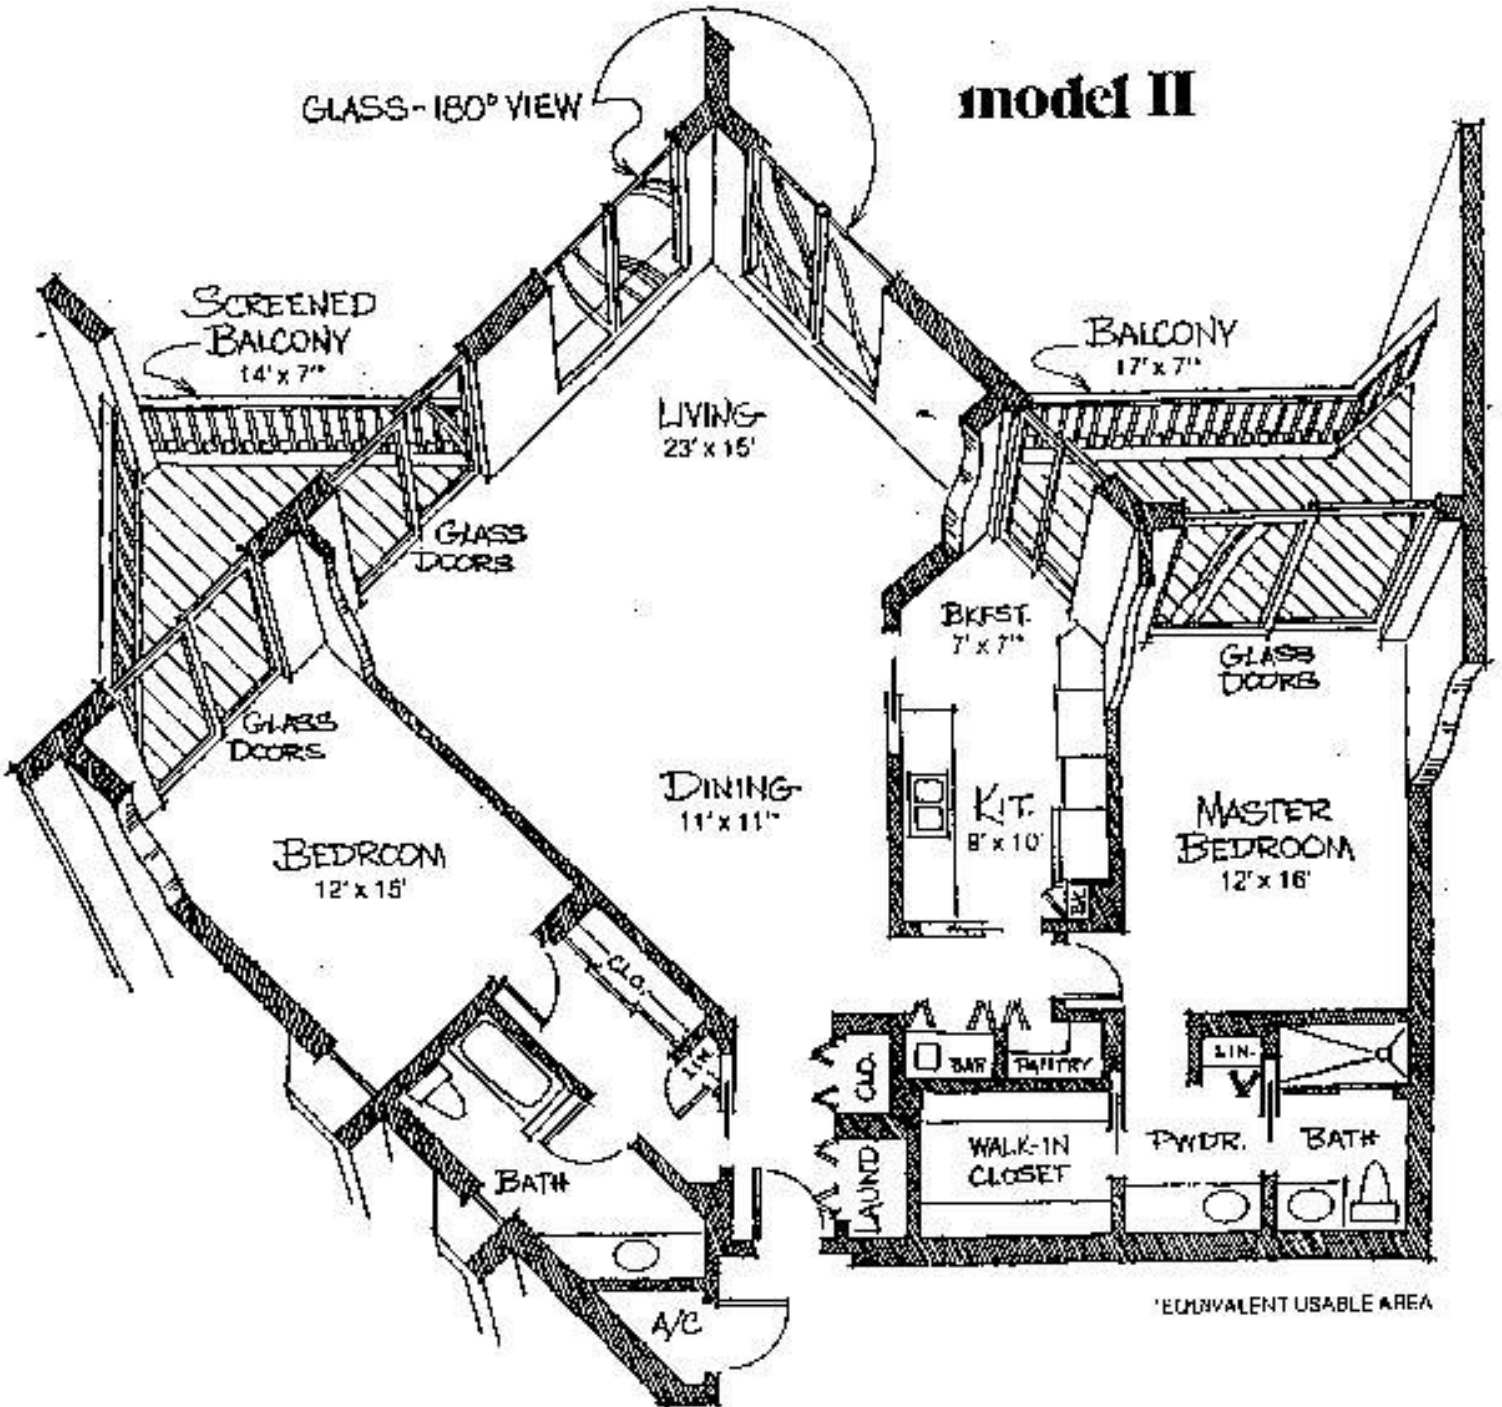 model II
GLASS-180° VIEW
SCREENED
BALCONY
14' x 7'*
BALCONY
17' x 7'*
LIVING
23' x 15'
GLASS
DOORS
BKFST.
7' x 7'*
GLASS
DOORS
GLASS
DOORS
DINING
11' x 11'*
KIT.
8' x 10'
MASTER
BEDROOM
12' x 16'
BEDROOM
12' x 15'
CLO.
LIN.
CLO.
BAR
PANTRY
LIN.
WALK-IN
CLOSET
PWDR.
BATH
LAUND
BATH
A/C
*EQUIVALENT USABLE AREA